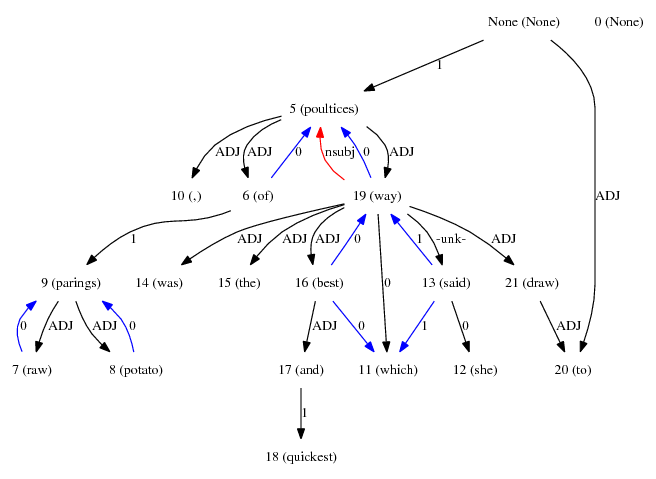 None (None) 0 (None)
1
5 (poultices)
ADJ ADJ 0 nsubj 0 ADJ
10 (,) 6 (of) 19 (way) ADJ
1 ADJ ADJ ADJ 0 1 -unk- ADJ
9 (parings) 14 (was) 15 (the) 16 (best) 0 13 (said) 21 (draw)
0 ADJ ADJ 0 ADJ 0 1 0 ADJ
7 (raw) 8 (potato) 17 (and) 11 (which) 12 (she) 20 (to)
1
18 (quickest)